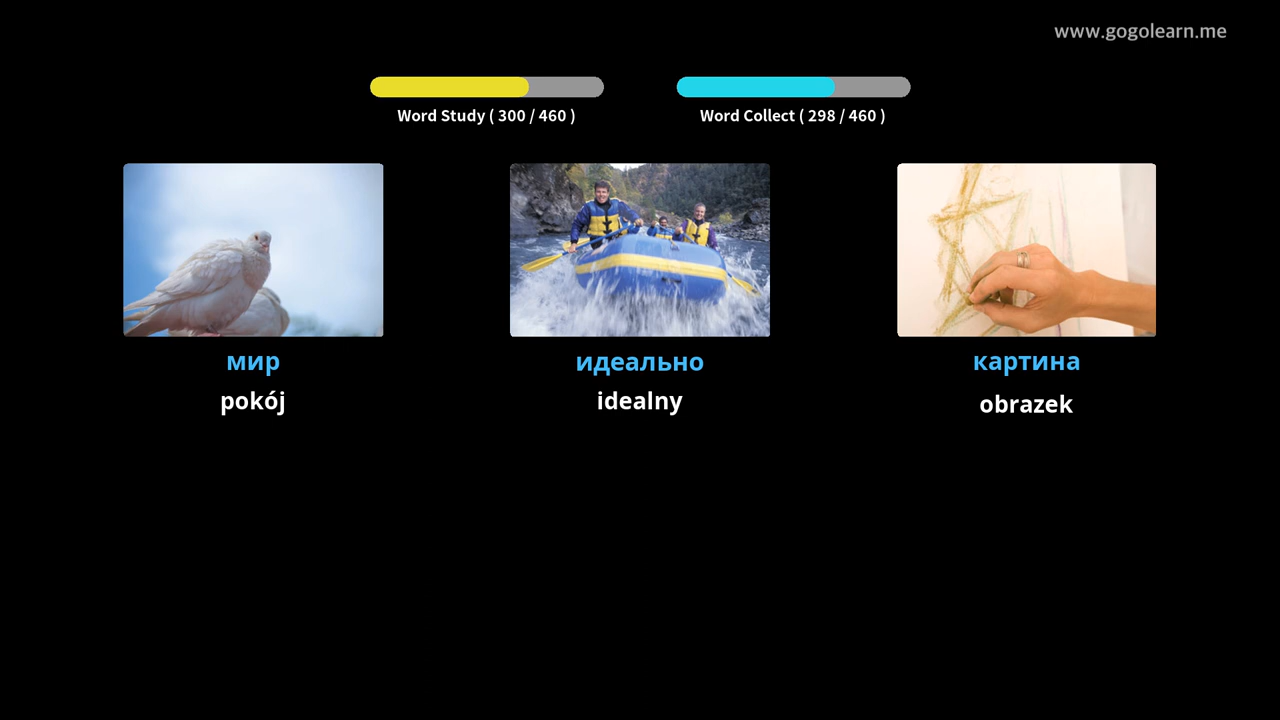 www.gogolearn.me
Word Study ( 300 / 460 )
Word Collect ( 298 / 460 )
мир
pokój
идеально
idealny
картина
obrazek